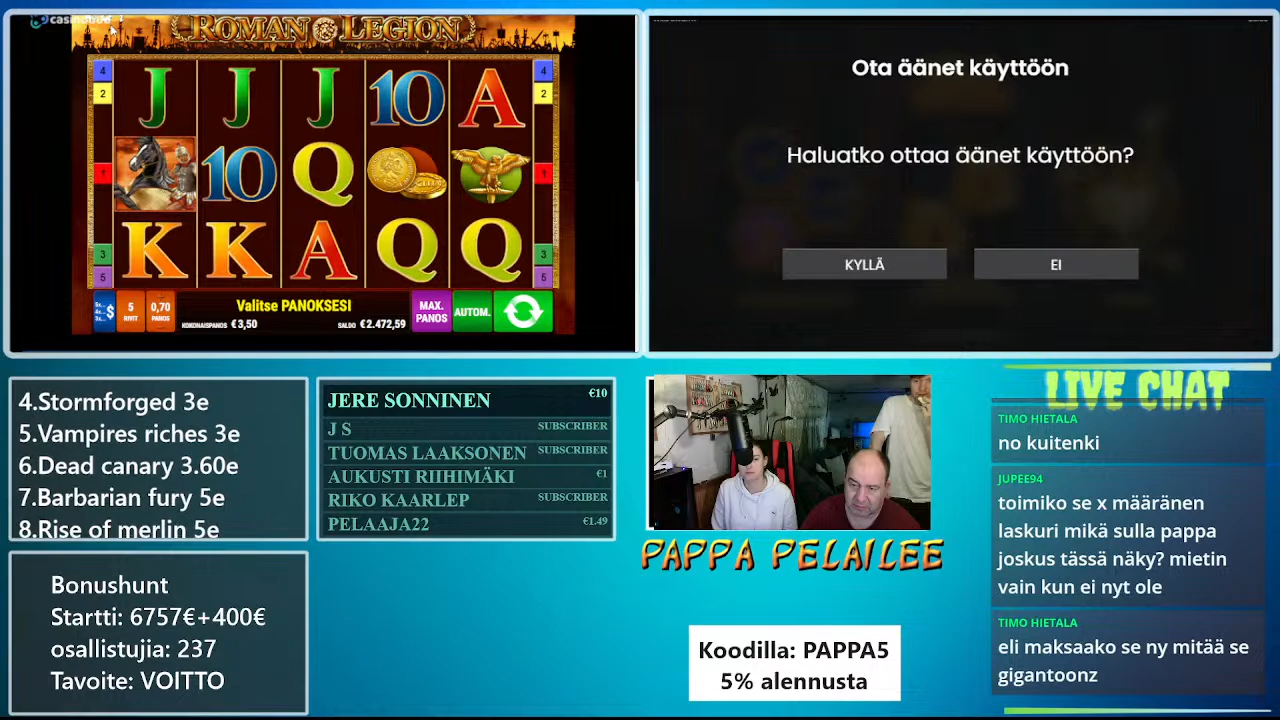 ROMAN LEGION
4
2
1
3
5
4
2
1
3
5
J
J
J
10
A
10
Q
K
K
A
Q
Q
$
5
RIVIT
0,70
PANOS
Valitse PANOKSESI
KOKONAISPANOS €3,50
SALDO €2.472,59
MAX.
PANOS
AUTOM.
Ota äänet käyttöön
Haluatko ottaa äänet käyttöön?
KYLLÄ
EI
4.Stormforged 3e
5.Vampires riches 3e
6.Dead canary 3.60e
7.Barbarian fury 5e
8.Rise of merlin 5e
JERE SONNINEN €10
J S SUBSCRIBER
TUOMAS LAAKSONEN SUBSCRIBER
AUKUSTI RIIHIMÄKI €1
RIKO KAARLEP SUBSCRIBER
PELAAJA22 €1.49
Bonushunt
Startti: 6757€+400€
osallistujia: 237
Tavoite: VOITTO
PAPPA PELAILEE
Koodilla: PAPPA5
5% alennusta
LIVE CHAT
TIMO HIETALA
no kuitenki
JUPEE94
toimiko se x määränen
laskuri mikä sulla pappa
joskus tässä näky? mietin
vain kun ei nyt ole
TIMO HIETALA
eli maksaako se ny mitää se
gigantoonz